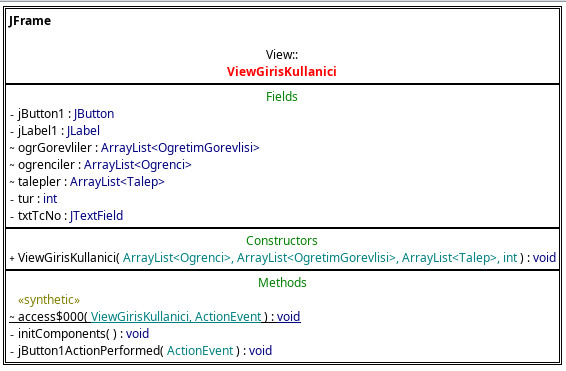 JFrame
View::
ViewGirisKullanici
Fields
- jButton1 : JButton
- jLabel1 : JLabel
~ ogrGorevliler : ArrayList<OgretimGorevlisi>
~ ogrenciler : ArrayList<Ogrenci>
~ talepler : ArrayList<Talep>
- tur : int
- txtTcNo : JTextField
Constructors
+ ViewGirisKullanici( ArrayList<Ogrenci>, ArrayList<OgretimGorevlisi>, ArrayList<Talep>, int ) : void
Methods
«synthetic»
~ access$000( ViewGirisKullanici, ActionEvent ) : void
- initComponents( ) : void
- jButton1ActionPerformed( ActionEvent ) : void